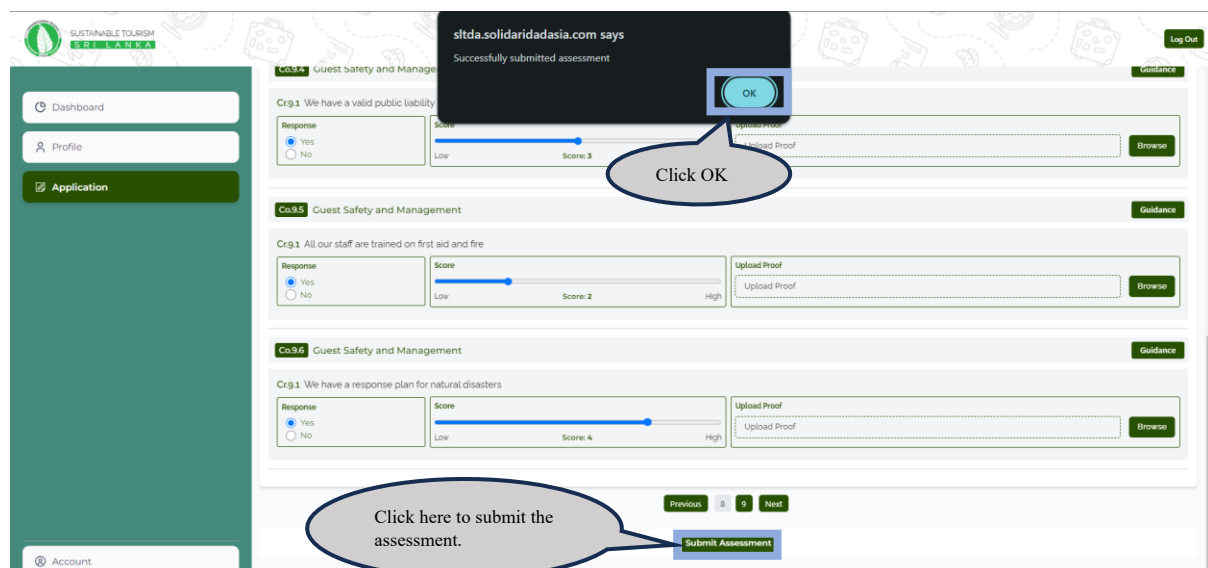 SUSTAINABLE TOURISM
SRI LANKA
sltda.solidaridadasia.com says
Successfully submitted assessment
OK
Log Out
Dashboard
Profile
Application
Account
Co.9.4 Guest Safety and Manage
Guidance
Cr.9.1 We have a valid public liability
Response
Yes
No
Score
Low
Score: 3
Upload Proof
Upload Proof
Browse
Click OK
Co.9.5 Guest Safety and Management
Guidance
Cr.9.1 All our staff are trained on first aid and fire
Response
Yes
No
Score
Low
Score: 2
High
Upload Proof
Upload Proof
Browse
Co.9.6 Guest Safety and Management
Guidance
Cr.9.1 We have a response plan for natural disasters
Response
Yes
No
Score
Low
Score: 4
High
Upload Proof
Upload Proof
Browse
Previous 8 9 Next
Click here to submit the
assessment.
Submit Assessment